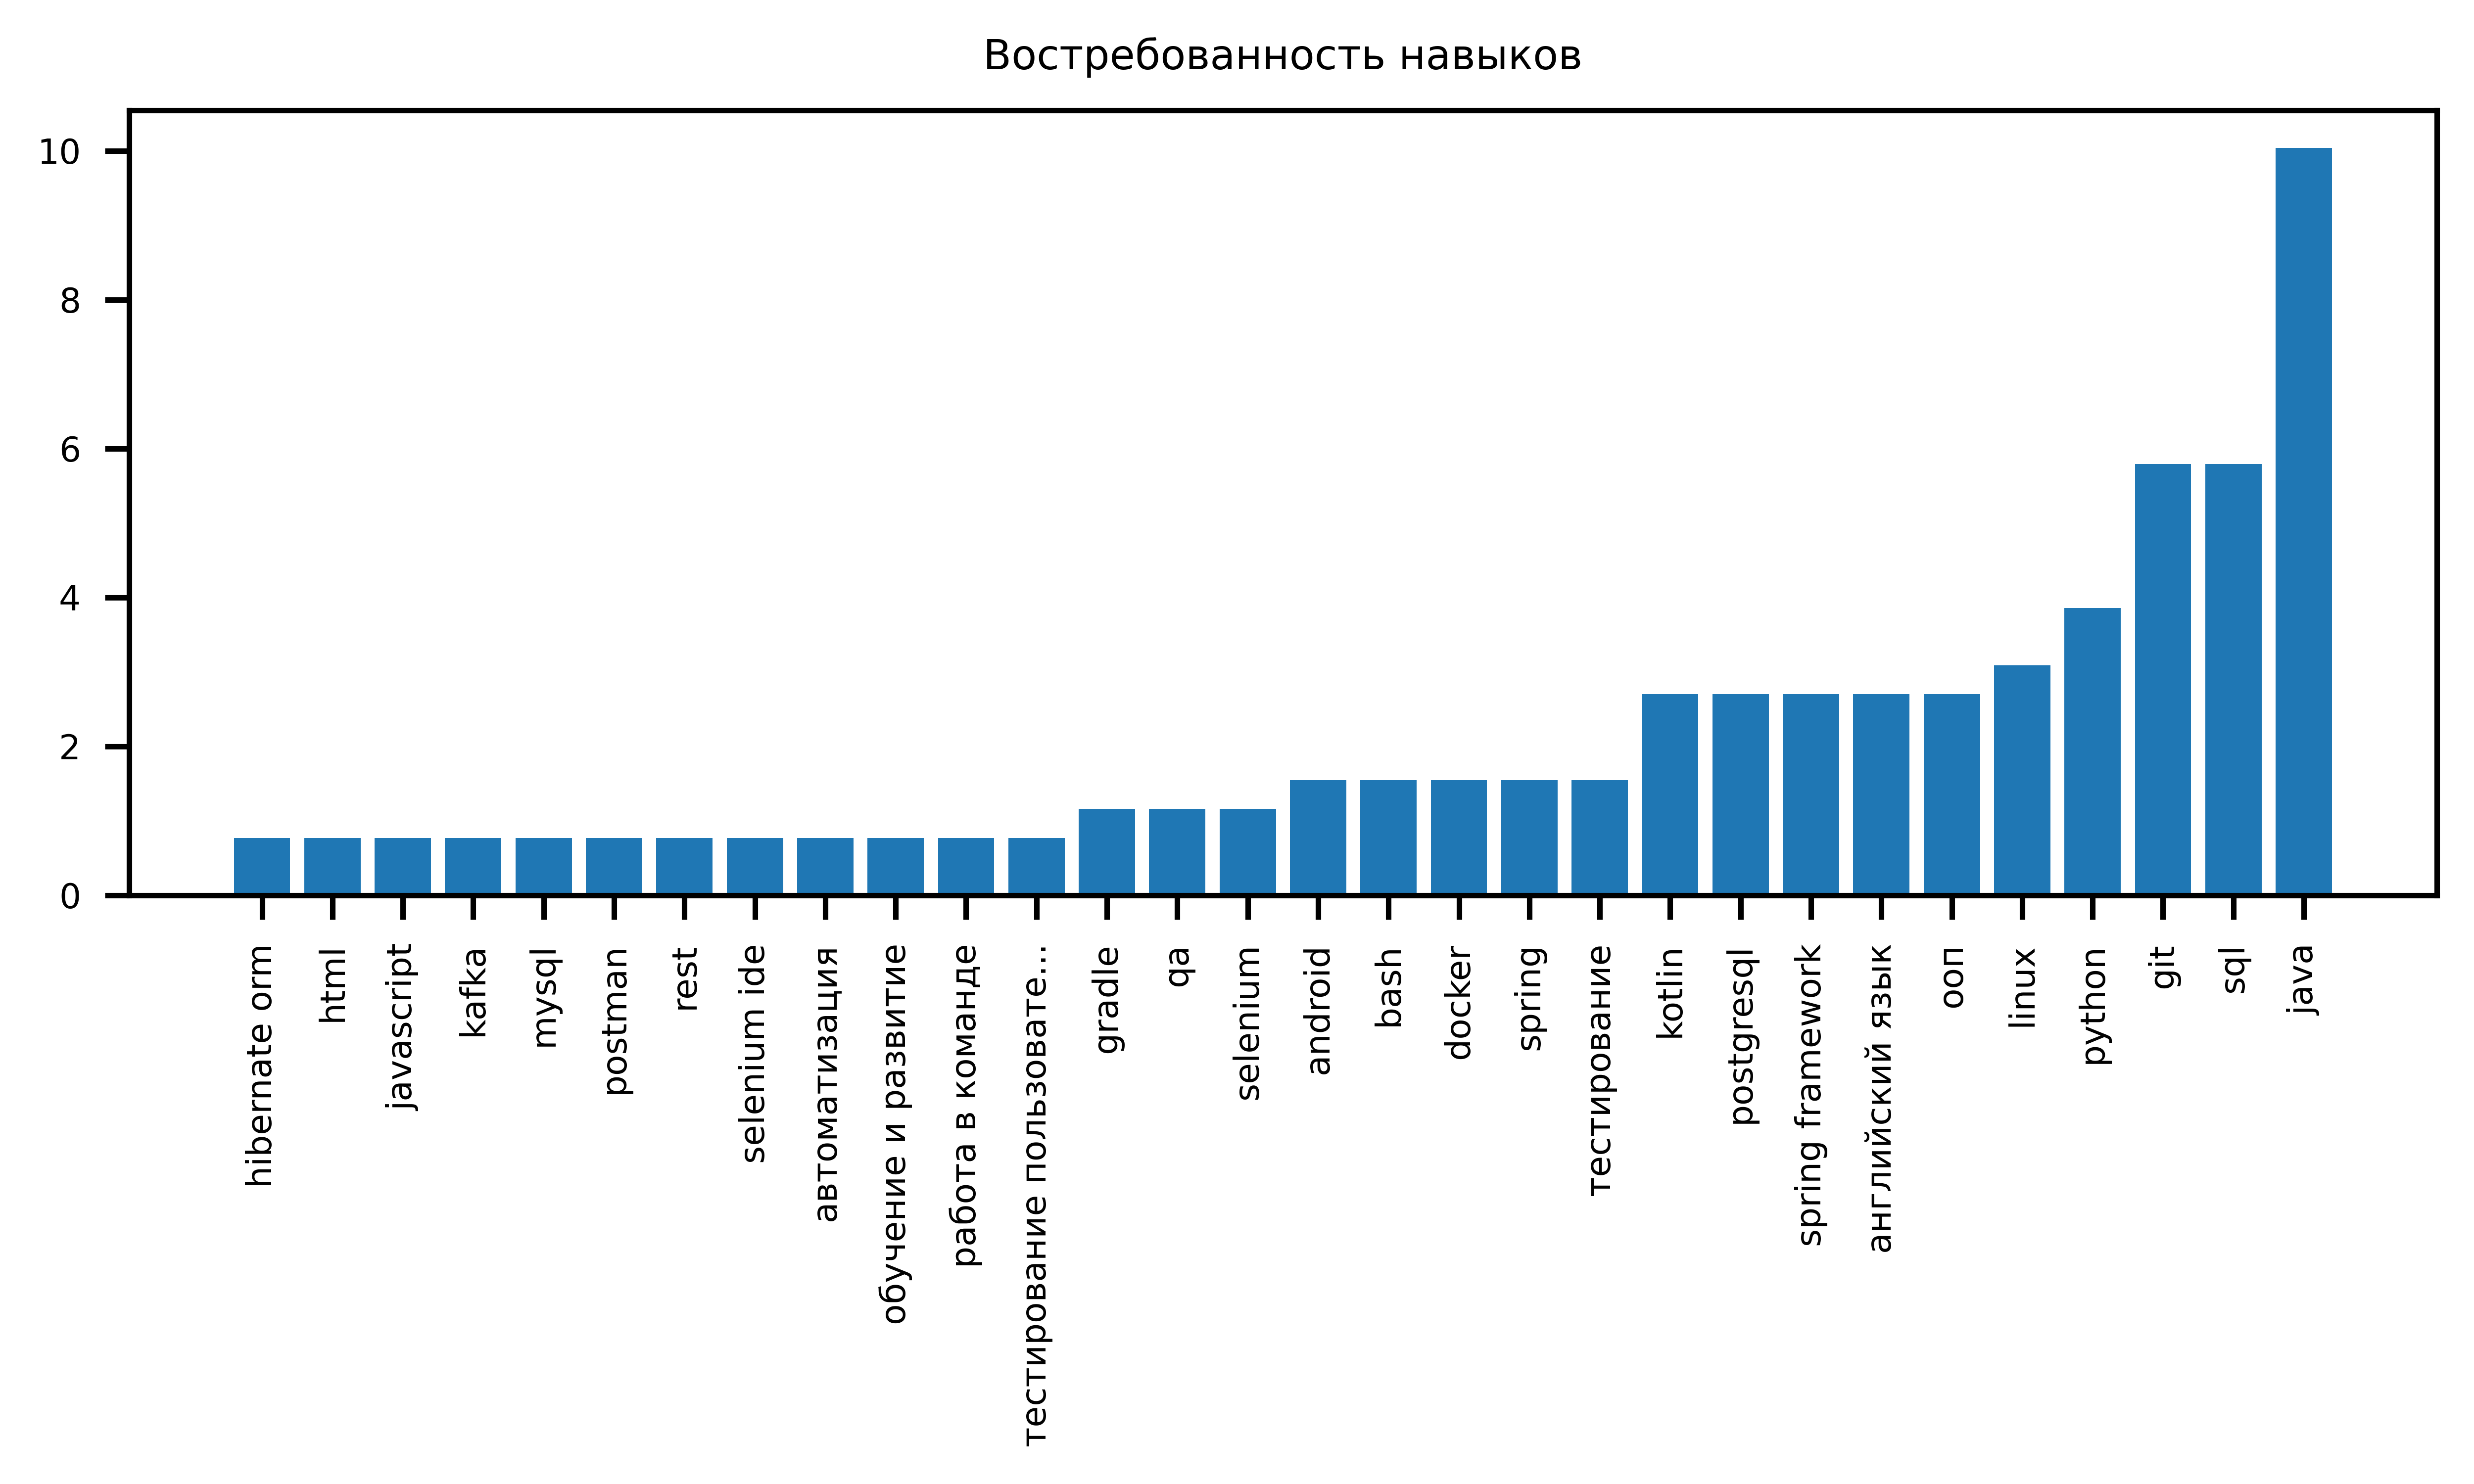 Востребованность навыков
10
8
6
4
2
0
hibernate orm
html
javascript
kafka
mysql
postman
rest
selenium ide
автоматизация
обучение и развитие
работа в команде
тестирование пользовате...
gradle
qa
selenium
android
bash
docker
spring
тестирование
kotlin
postgresql
spring framework
английский язык
ооп
linux
python
git
sql
java